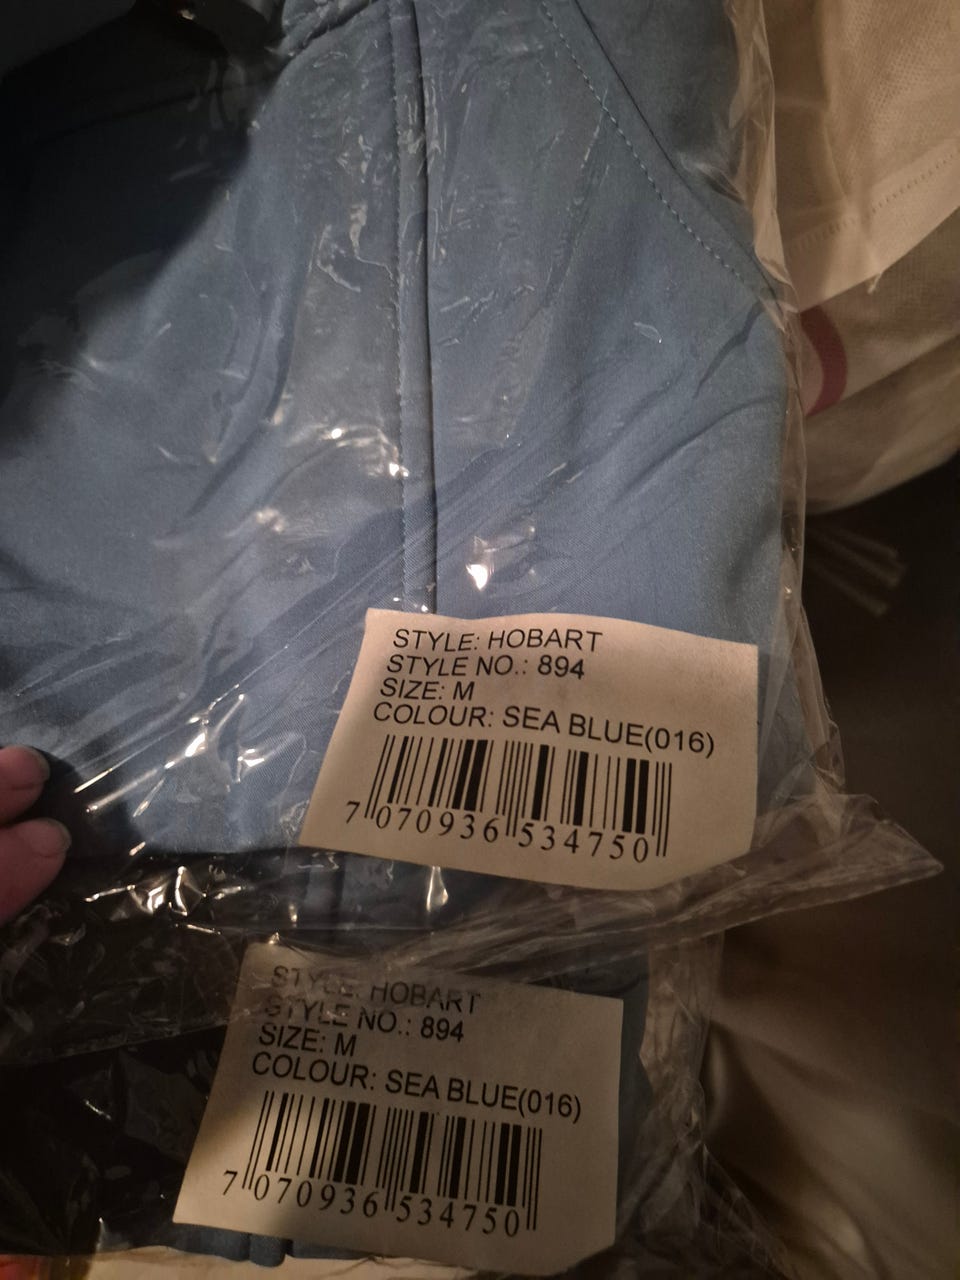 STYLE: HOBART
STYLE NO.: 894
SIZE: M
COLOUR: SEA BLUE(016)
7 070936 534750
STYLE: HOBART
STYLE NO.: 894
SIZE: M
COLOUR: SEA BLUE(016)
7 070936 534750